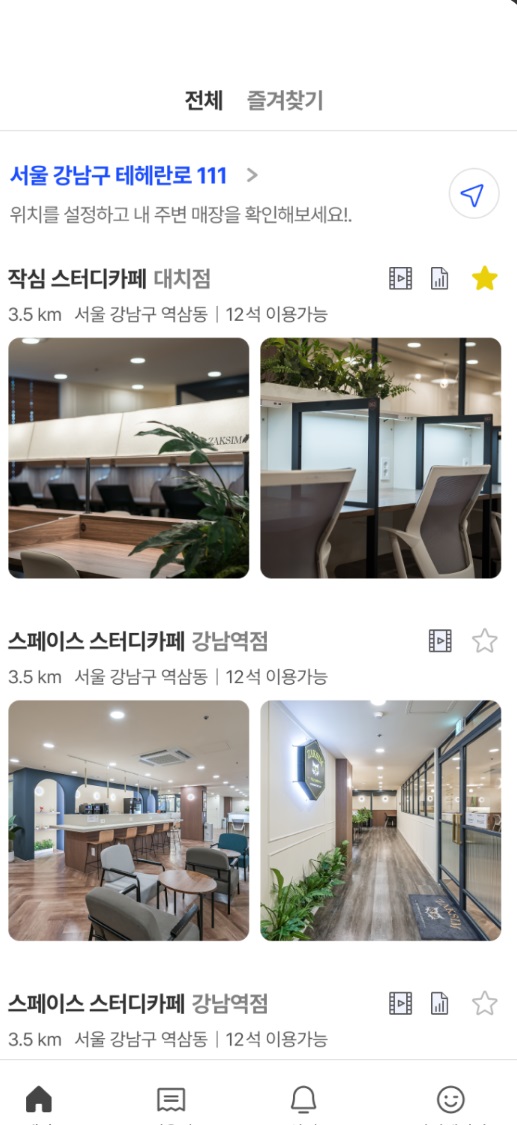 전체 즐겨찾기
서울 강남구 테헤란로 111
위치를 설정하고 내 주변 매장을 확인해보세요!.
작심 스터디카페 대치점
3.5 km 서울 강남구 역삼동 | 12석 이용가능
ZAKSIM
스페이스 스터디카페 강남역점
3.5 km 서울 강남구 역삼동 | 12석 이용가능
ZAKSIM
스페이스 스터디카페 강남역점
3.5 km 서울 강남구 역삼동 | 12석 이용가능